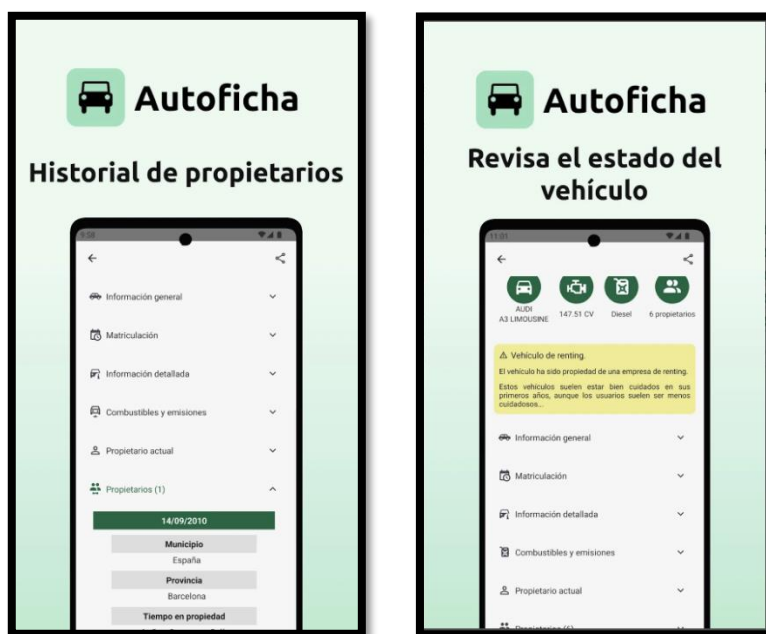 Autoficha
Historial de propietarios
9:58
Información general
Matriculación
Información detallada
Combustibles y emisiones
Propietario actual
Propietarios (1)
14/09/2010
Municipio
España
Provincia
Barcelona
Tiempo en propiedad
Autoficha
Revisa el estado del
vehículo
11:01
AUDI
A3 LIMOUSINE
147.51 CV
Diesel
6 propietarios
Vehículo de renting.
El vehículo ha sido propiedad de una empresa de renting.
Estos vehículos suelen estar bien cuidados en sus
primeros años, aunque los usuarios suelen ser menos
cuidadosos...
Información general
Matriculación
Información detallada
Combustibles y emisiones
Propietario actual